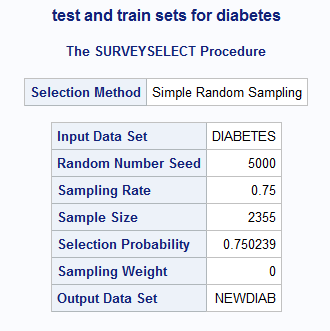 test and train sets for diabetes
The SURVEYSELECT Procedure
Selection Method Simple Random Sampling
Input Data Set DIABETES
Random Number Seed 5000
Sampling Rate 0.75
Sample Size 2355
Selection Probability 0.750239
Sampling Weight 0
Output Data Set NEWDIAB